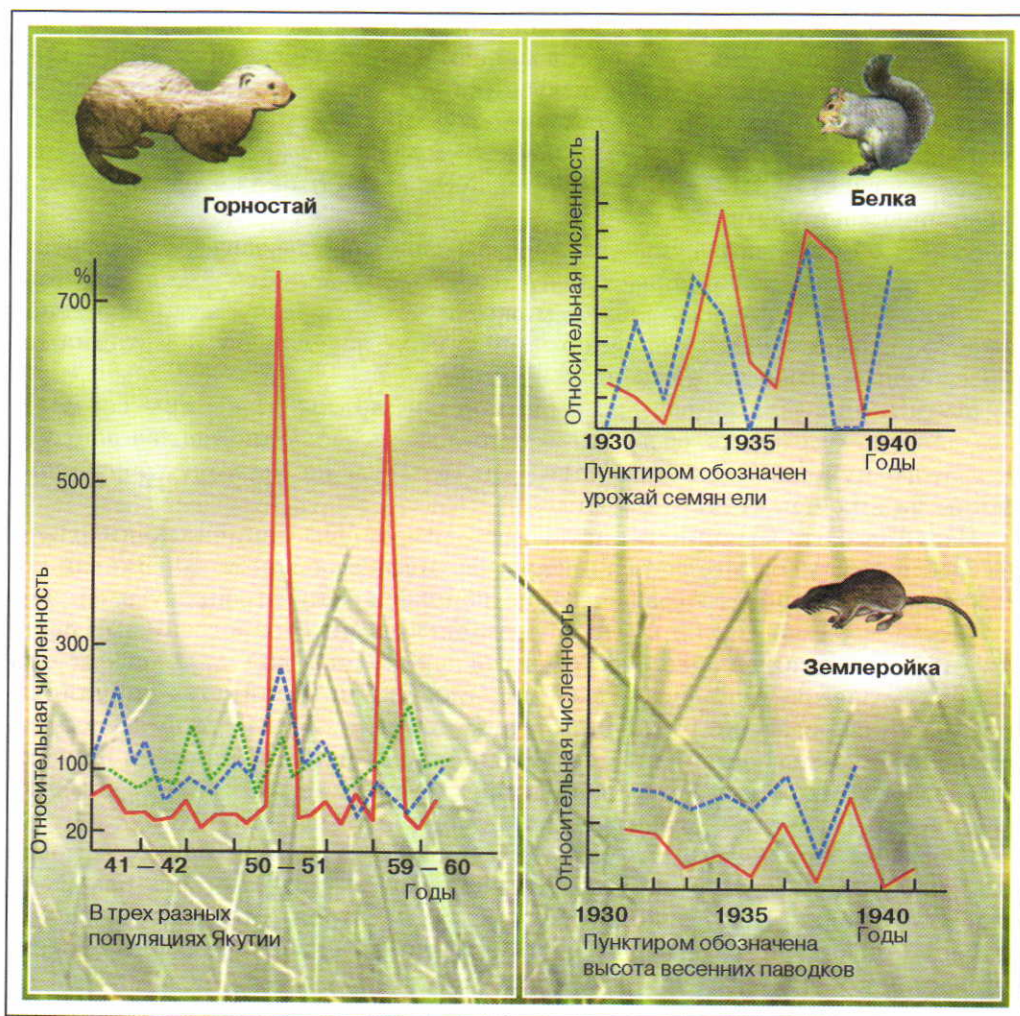 Горностай
%
700
500
300
100
20
Относительная численность
41 – 42
50 – 51
59 – 60
Годы
В трех разных
популяциях Якутии
Белка
Относительная численность
1930
1935
1940
Годы
Пунктиром обозначен
урожай семян ели
Землеройка
Относительная численность
1930
1935
1940
Годы
Пунктиром обозначена
высота весенних паводков